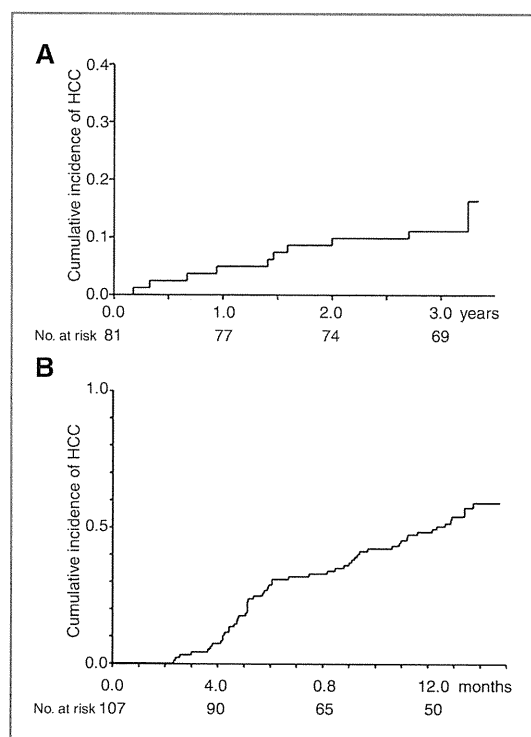 A
Cumulative incidence of HCC
0.4
0.3
0.2
0.1
0.0
0.0 1.0 2.0 3.0 years
No. at risk 81 77 74 69
B
Cumulative incidence of HCC
1.0
0.5
0.0
0.0 4.0 0.8 12.0 months
No. at risk 107 90 65 50